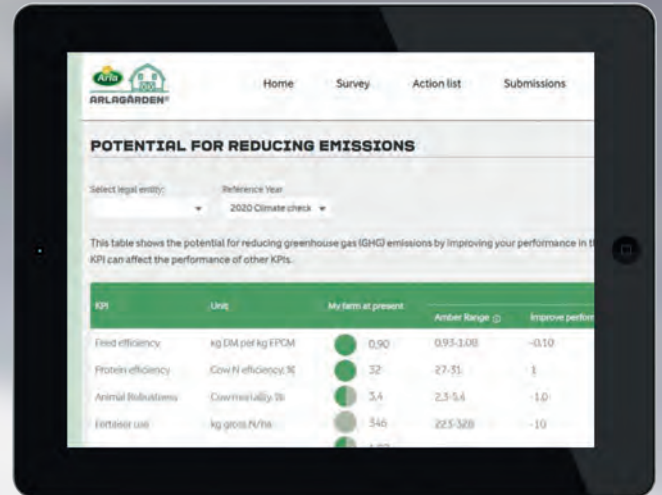 Arla
ARLAGÅRDEN®
Home Survey Action list Submissions
POTENTIAL FOR REDUCING EMISSIONS
Select legal entity: Reference Year
2020 Climate check
This table shows the potential for reducing greenhouse gas (GHG) emissions by improving your performance in t
KPI can affect the performance of other KPIs.
KPI Unit My farm at present
Amber Range Improve perform
Feed efficiency kg DM per kg EPCM 0,90 0,93-1,08 -0,10
Protein efficiency Cow N efficiency, % 32 27-31 1
Animal Robustness Cow mortality, % 3,4 2,3-5,4 -1,0
Fertiliser use kg gross N/ha 346 223-328 -10